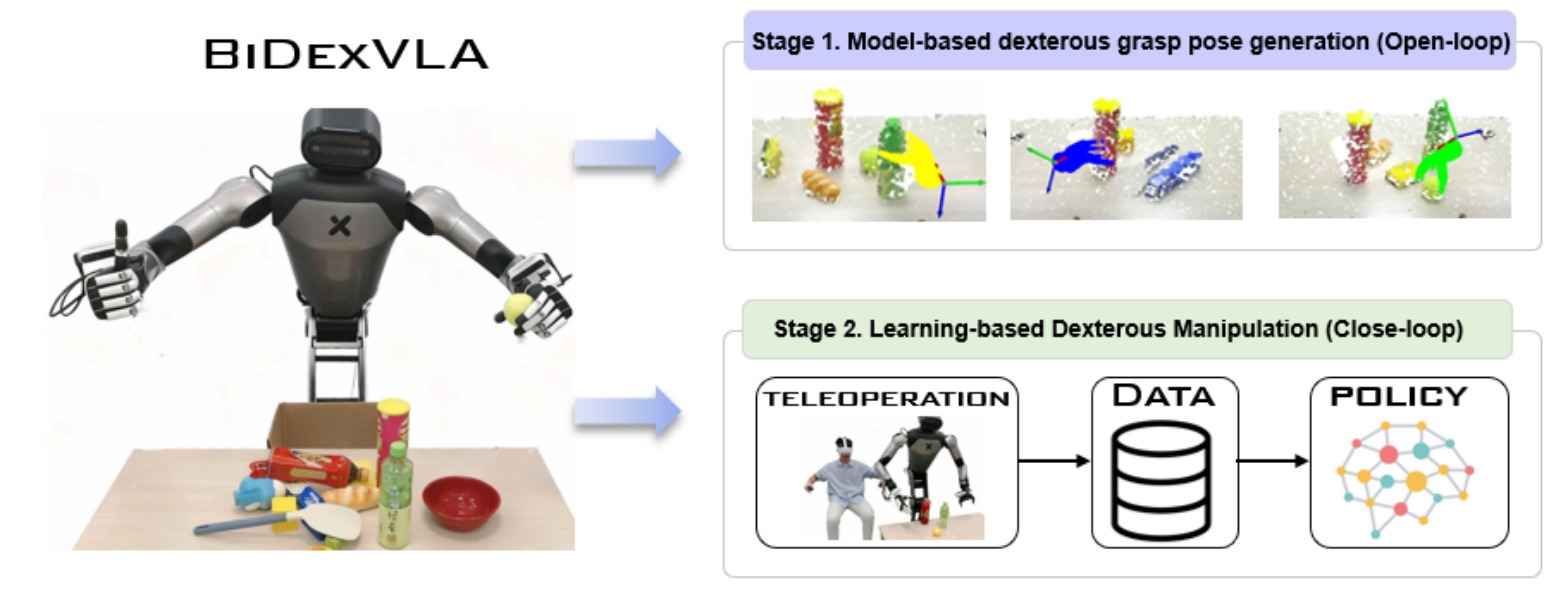 BIDEXVLA
Stage 1. Model-based dexterous grasp pose generation (Open-loop)
Stage 2. Learning-based Dexterous Manipulation (Close-loop)
TELEOPERATION
DATA
POLICY